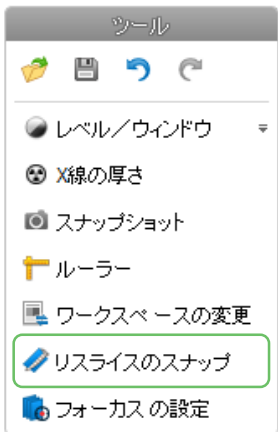 ツール
レベル／ウィンドウ
X線の厚さ
スナップショット
ルーラー
ワークスペースの変更
リスライスのスナップ
フォーカスの設定